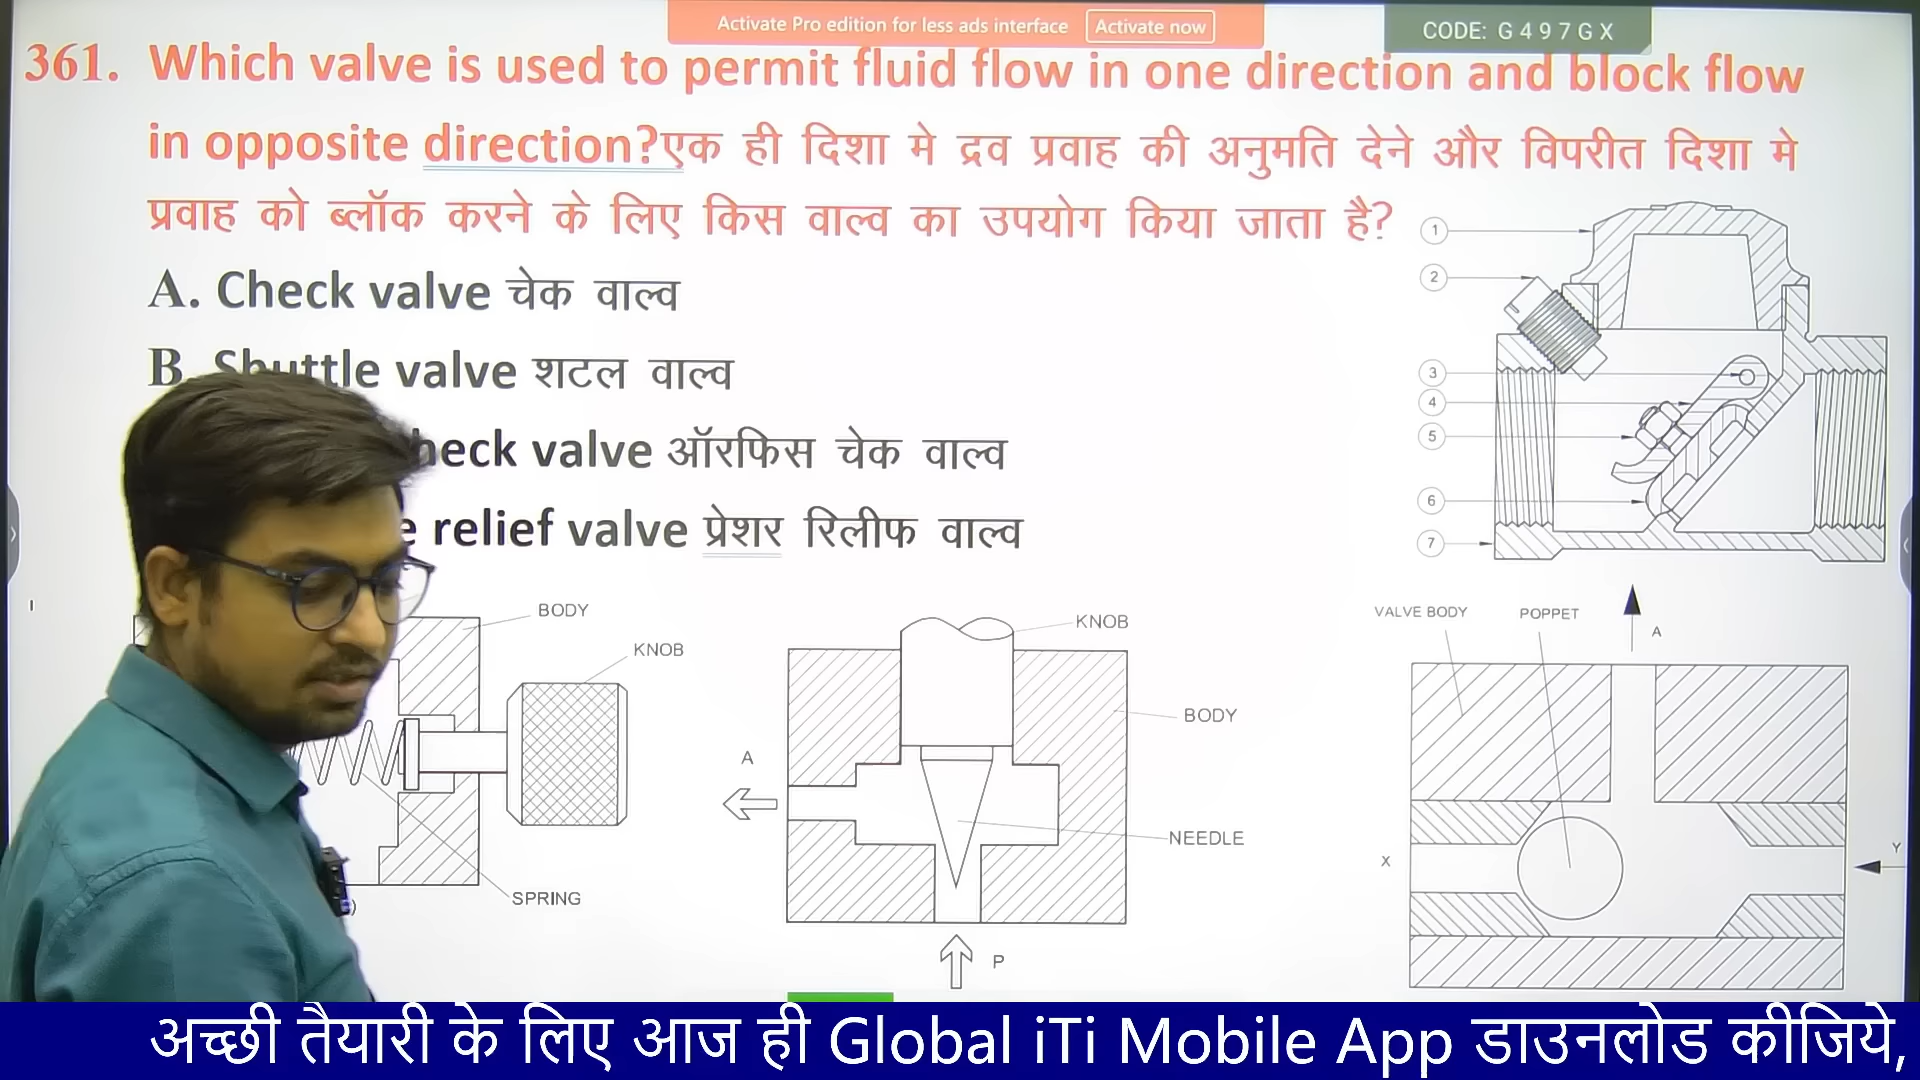 Activate Pro edition for less ads interface Activate now
CODE: G497GX
361. Which valve is used to permit fluid flow in one direction and block flow
in opposite direction?एक ही दिशा मे द्रव प्रवाह की अनुमति देने और विपरीत दिशा मे
प्रवाह को ब्लॉक करने के लिए किस वाल्व का उपयोग किया जाता है?
A. Check valve चेक वाल्व
B. Shuttle valve शटल वाल्व
check valve ऑरफिस चेक वाल्व
relief valve प्रेशर रिलीफ वाल्व
1
2
3
4
5
6
7
BODY
KNOB
SPRING
KNOB
BODY
A
NEEDLE
P
VALVE BODY
POPPET
A
X
Y
अच्छी तैयारी के लिए आज ही Global iTi Mobile App डाउनलोड कीजिये,